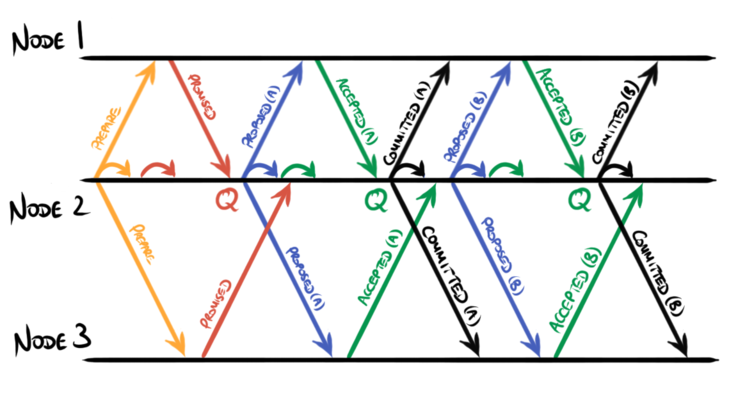 NODE 1
PREPARE
PROMISED
PROPOSED (A)
ACCEPTED (A)
COMMITTED (A)
PROPOSED (B)
ACCEPTED (B)
COMMITTED (B)
Q
Q
Q
NODE 2
PREPARE
PROMISED
PROPOSED (A)
ACCEPTED (A)
COMMITTED (A)
PROPOSED (B)
ACCEPTED (B)
COMMITTED (B)
NODE 3